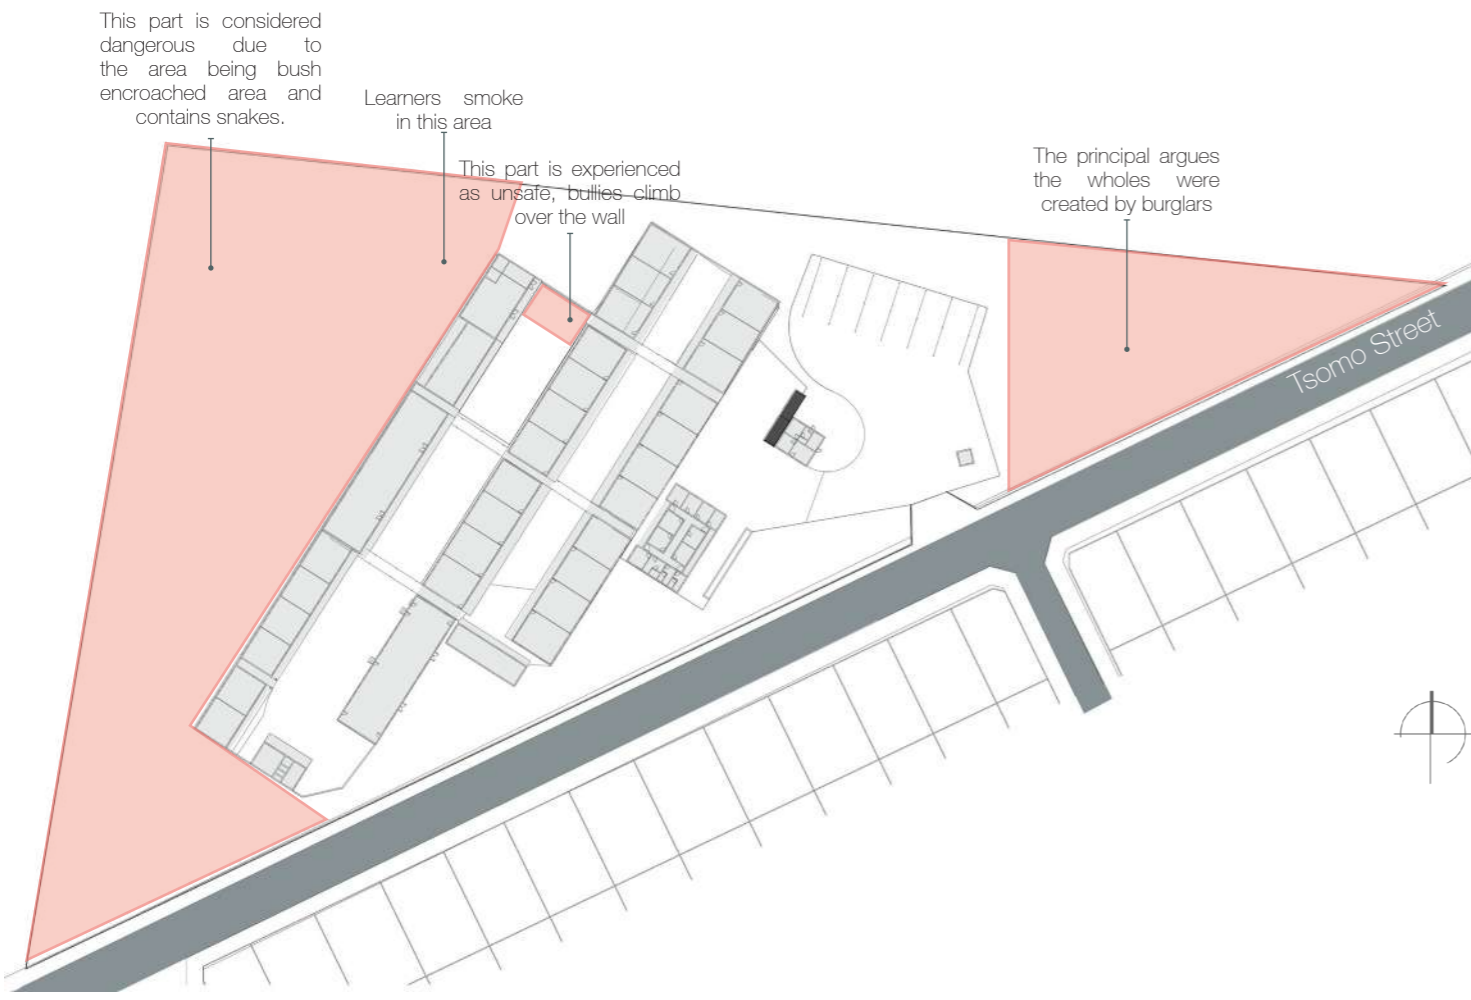 This part is considered
dangerous due to
the area being bush
encroached area and
contains snakes.
Learners smoke
in this area
This part is experienced
as unsafe, bullies climb
over the wall
The principal argues
the wholes were
created by burglars
Tsomo Street